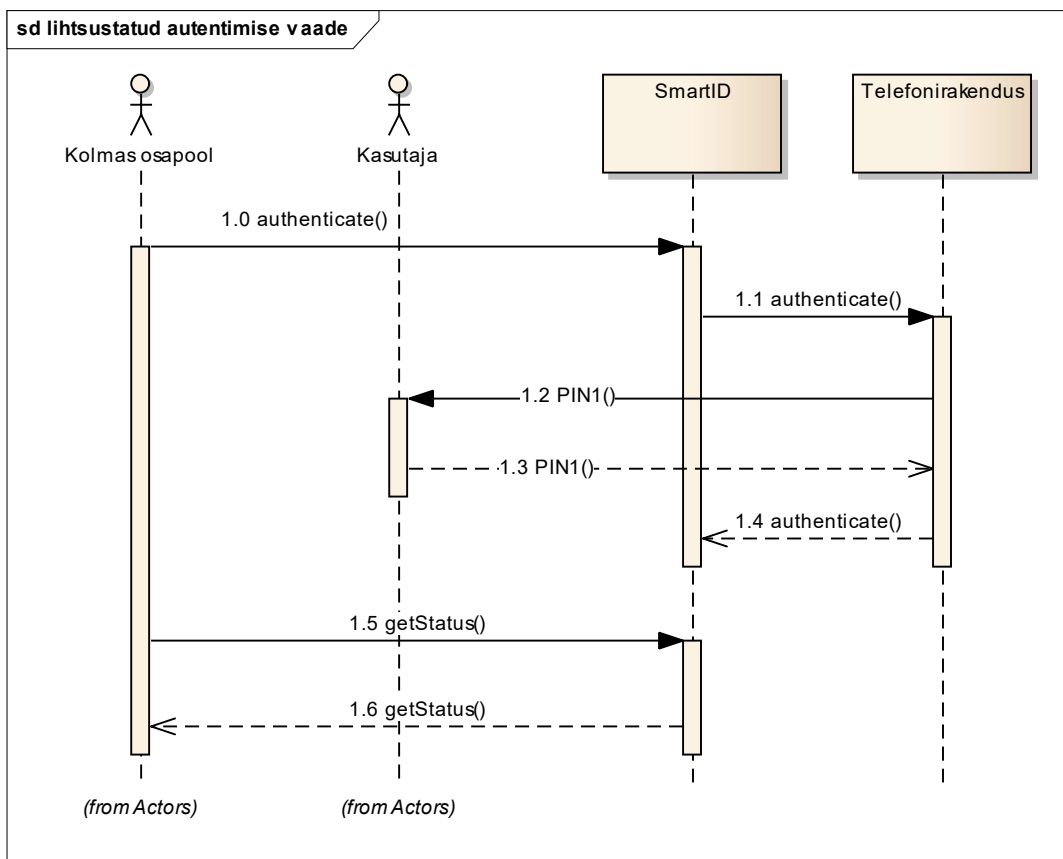 sd lihtsustatud autentimise vaade
SmartID
Telefonirakendus
Kolmas osapool
Kasutaja
1.0 authenticate()
1.1 authenticate()
1.2 PIN1()
1.3 PIN1()
1.4 authenticate()
1.5 getStatus()
1.6 getStatus()
(from Actors)
(from Actors)